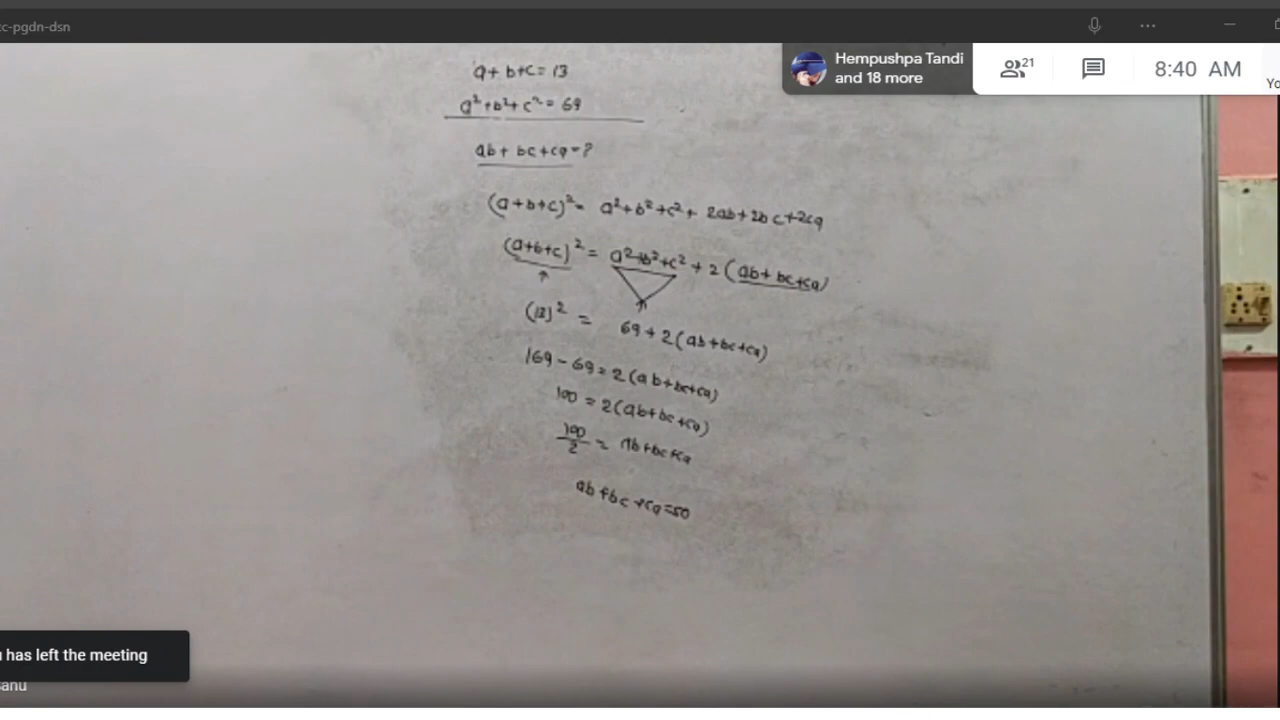 cc-pgdn-dsn
Hempushpa Tandi
and 18 more
21
8:40 AM
Yo
a+b+c=13
a²+b²+c²=69
ab+bc+ca=?
(a+b+c)²= a²+b²+c²+ 2ab+2bc+2ca
(a+b+c)²= a²+b²+c²+2(ab+bc+ca)
(13)² = 69+2(ab+bc+ca)
169-69=2(ab+bc+ca)
100=2(ab+bc+ca)
100/2 = ab+bc+ca
ab+bc+ca=50
has left the meeting
anu